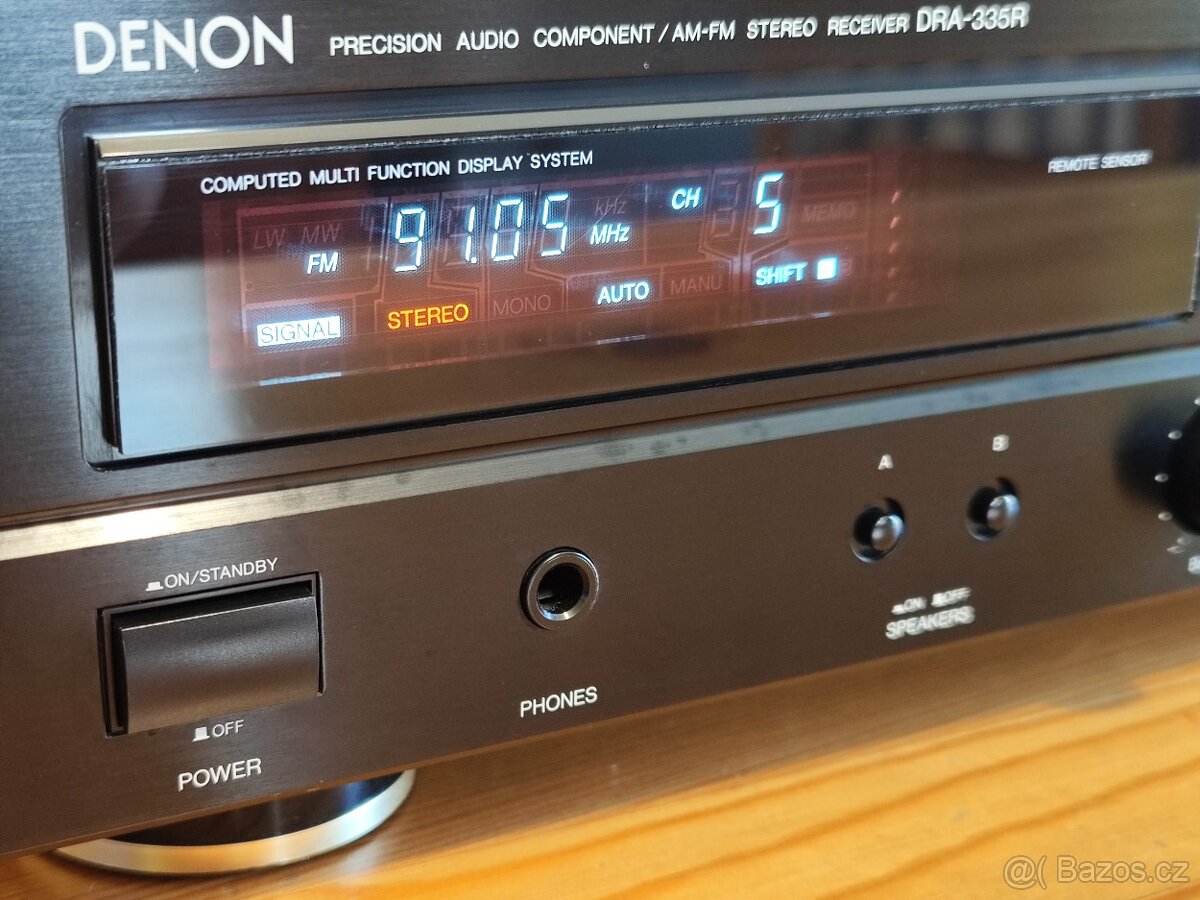 DENON PRECISION AUDIO COMPONENT / AM-FM STEREO RECEIVER DRA-335R
COMPUTED MULTI FUNCTION DISPLAY SYSTEM
REMOTE SENSOR
LW MW kHz CH MEMO
FM 91.05 MHz 5
SIGNAL STEREO MONO AUTO MANU SHIFT
A B
ON/STANDBY
ON OFF
SPEAKERS
OFF
POWER
PHONES
@( Bazos.cz